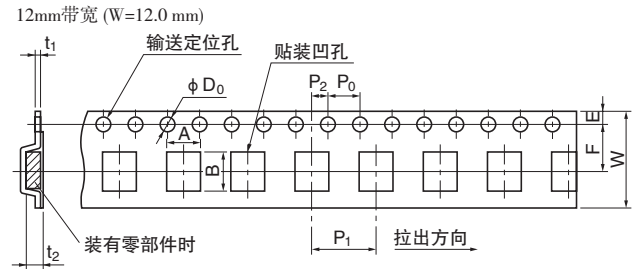 12mm带宽 (W=12.0 mm)
t1
输送定位孔
贴装凹孔
ϕ D0
P2 P0
A
B
E
F
W
装有零部件时
t2
P1
拉出方向